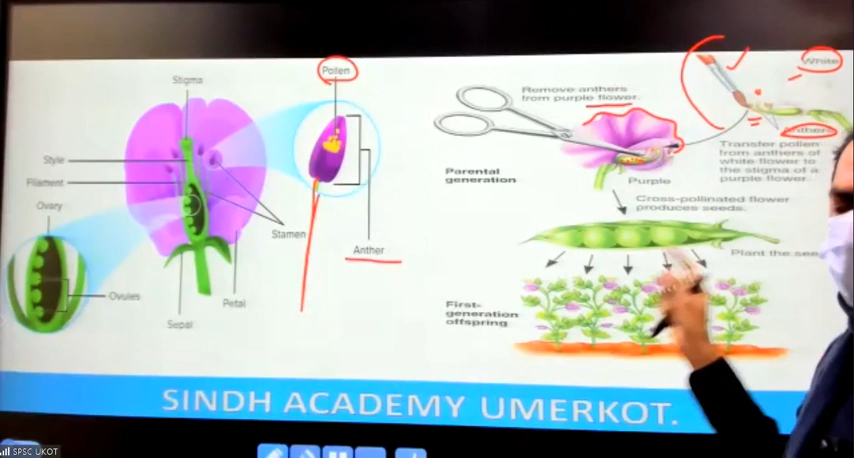 Stigma
Pollen
Style
Filament
Ovary
Stamen
Anther
Ovules
Petal
Sepal
Remove anthers
from purple flower.
White
Anthers
Transfer pollen
from anthers of
white flower to
the stigma of a
purple flower.
Parental
generation
Purple
Cross-pollinated flower
produces seeds.
Plant the
First-
generation
offspring
SINDH ACADEMY UMERKOT.
SPSC UKOT